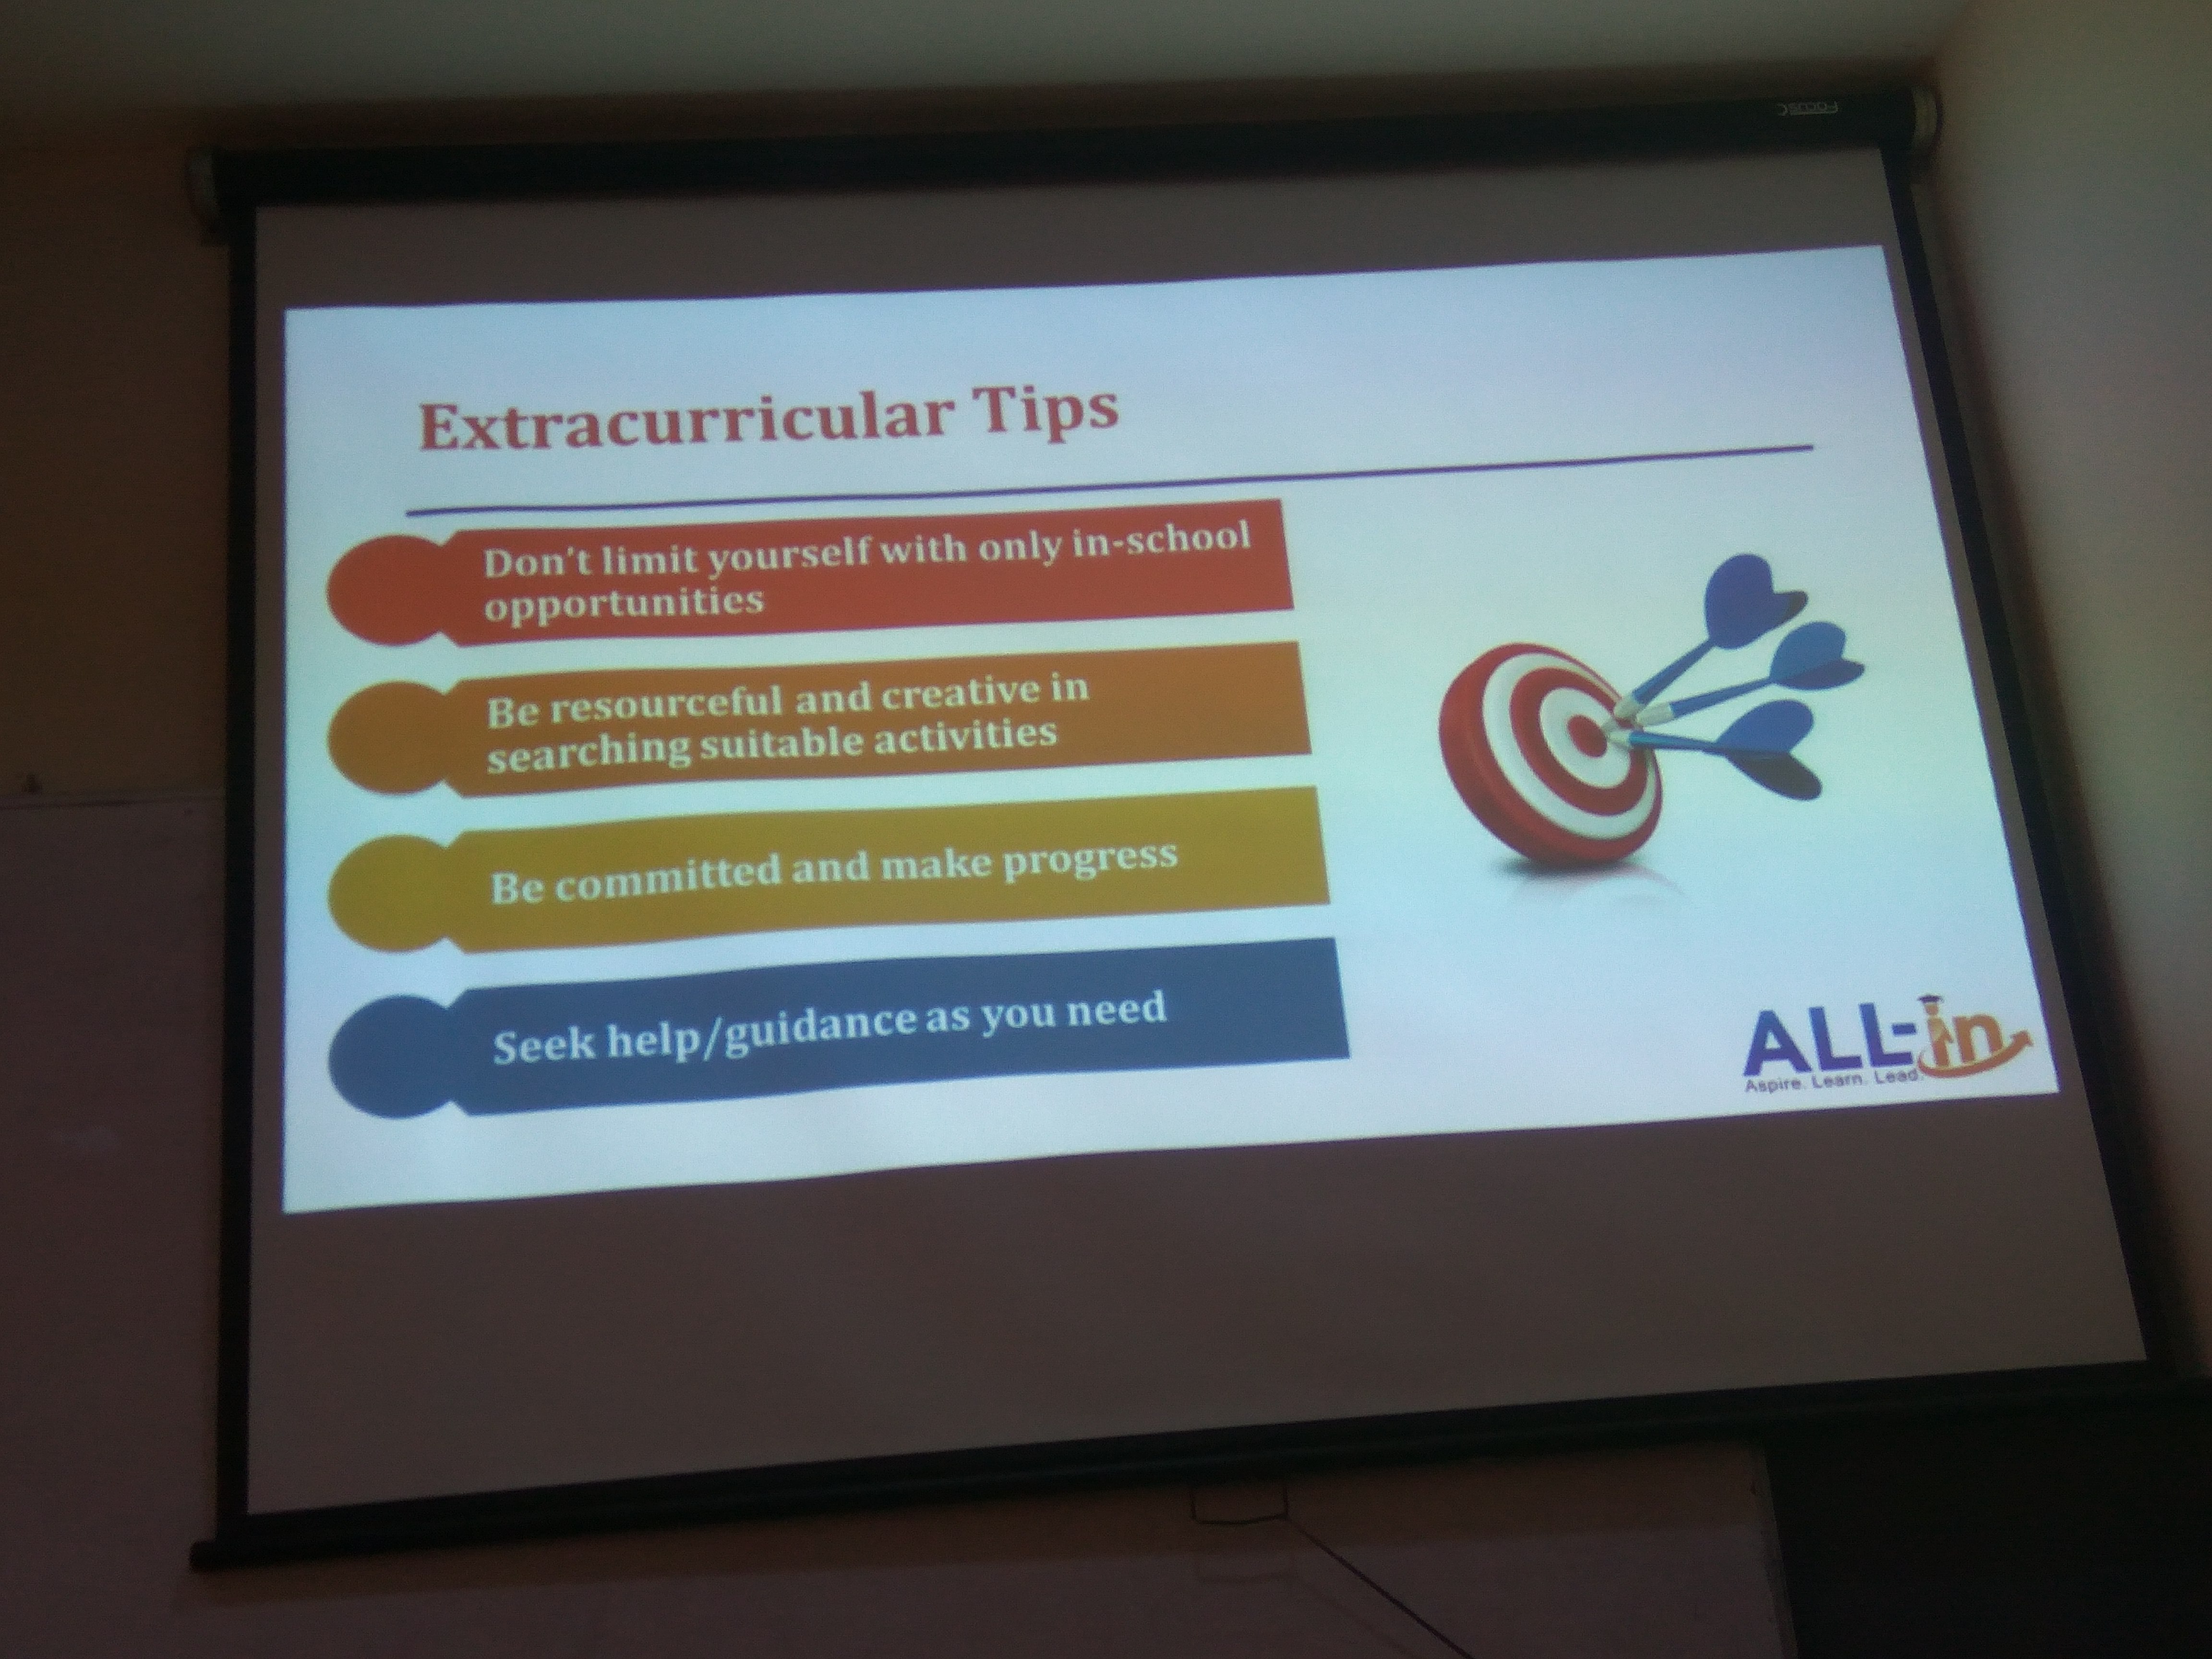 Extracurricular Tips
Don't limit yourself with only in-school
opportunities
Be resourceful and creative in
searching suitable activities
Be committed and make progress
Seek help/guidance as you need
ALL-in
Aspire. Learn. Lead.